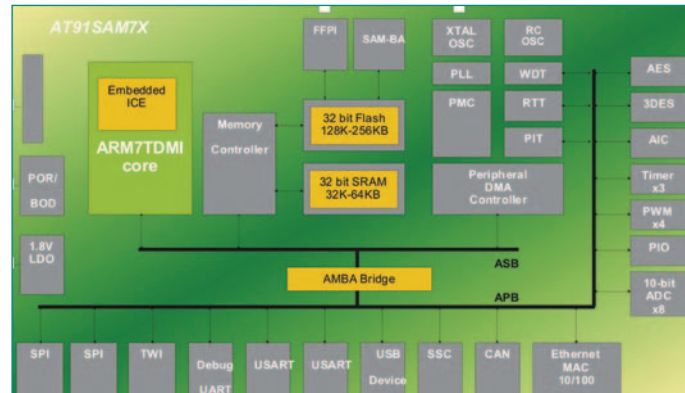 AT91SAM7X
FFPI
SAM-BA
XTAL
OSC
RC
OSC
PLL
WDT
PMC
RTT
PIT
AES
3DES
AIC
Timer
x3
PWM
x4
PIO
10-bit
ADC
x8
Embedded
ICE
ARM7TDMI
core
Memory
Controller
32 bit Flash
128K-256KB
32 bit SRAM
32K-64KB
Peripheral
DMA
Controller
POR/
BOD
1.8V
LDO
ASB
AMBA Bridge
APB
SPI
SPI
TWI
Debug
UART
USART
USART
USB
Device
SSC
CAN
Ethernet
MAC
10/100